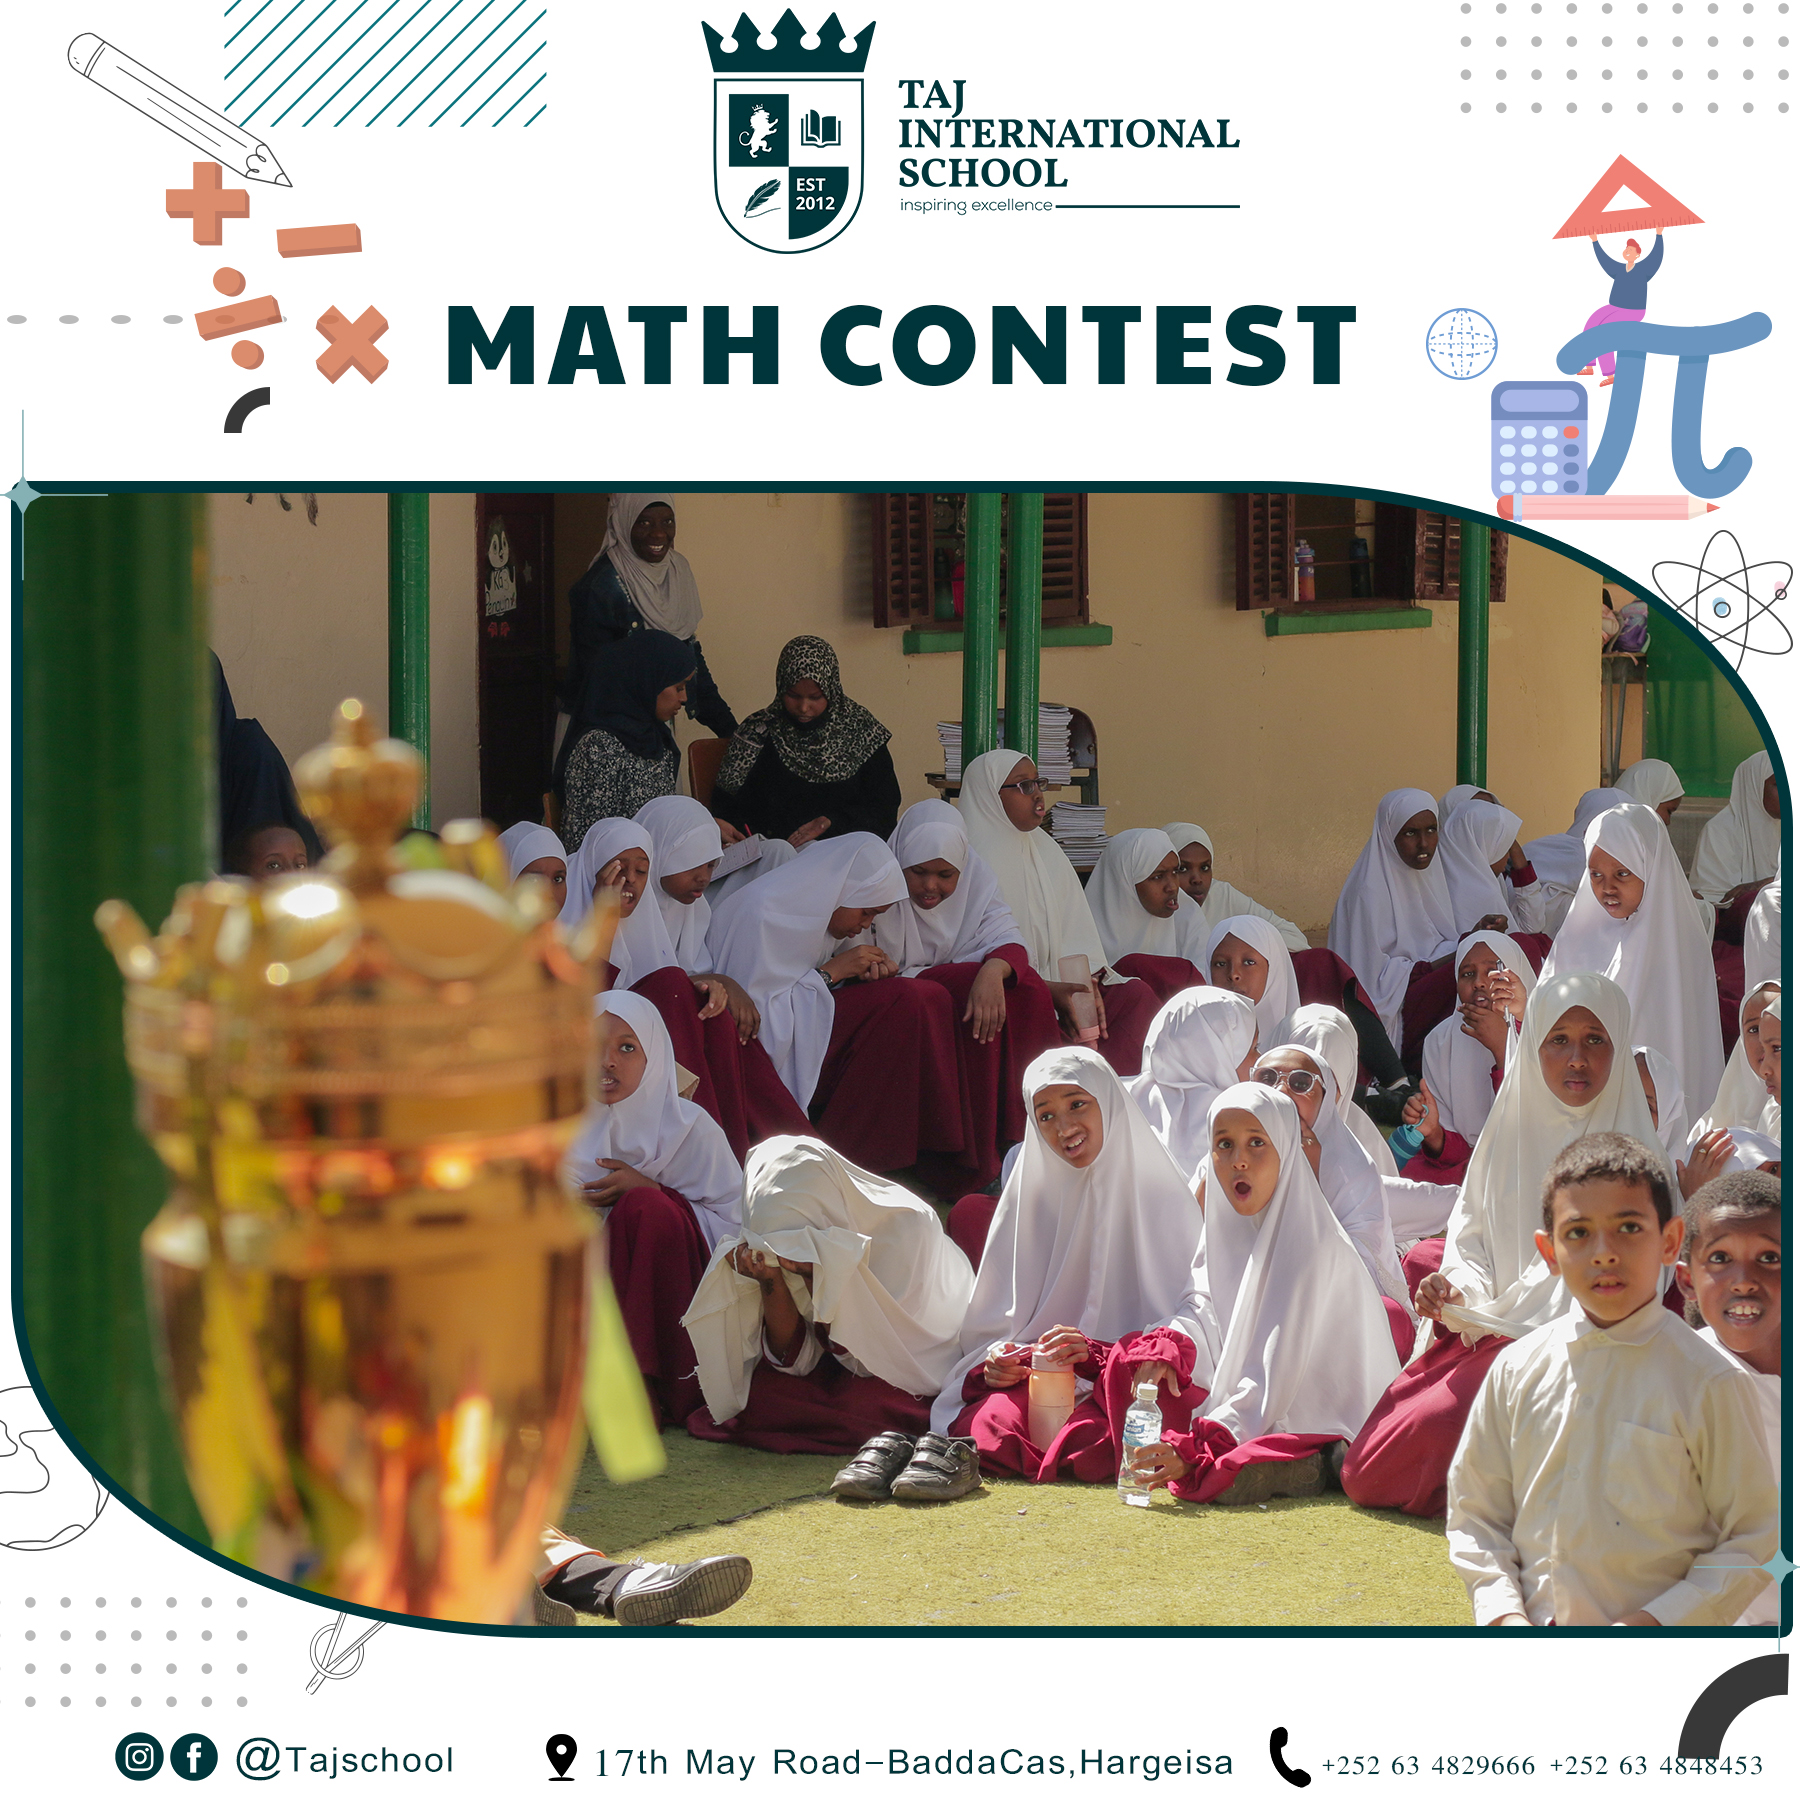 TAJ
INTERNATIONAL
SCHOOL
inspiring excellence
EST
2012
MATH CONTEST
@Tajschool
17th May Road–BaddaCas,Hargeisa
+252 63 4829666 +252 63 4848453